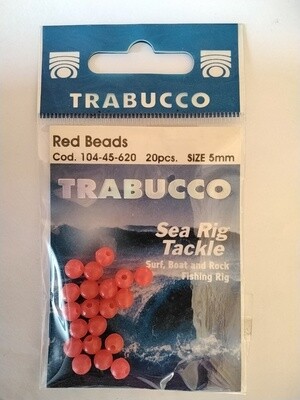 TRABUCCO
Red Beads
Cod. 104-45-620 20pcs. SIZE 5mm
TRABUCCO
Sea Rig
Tackle
Surf, Boat and Rock
Fishing Rig